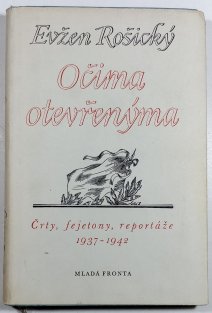 Evžen Rošický
Očima
otevřenýma
Črty, fejetony, reportáže
1937-1942
MLADÁ FRONTA